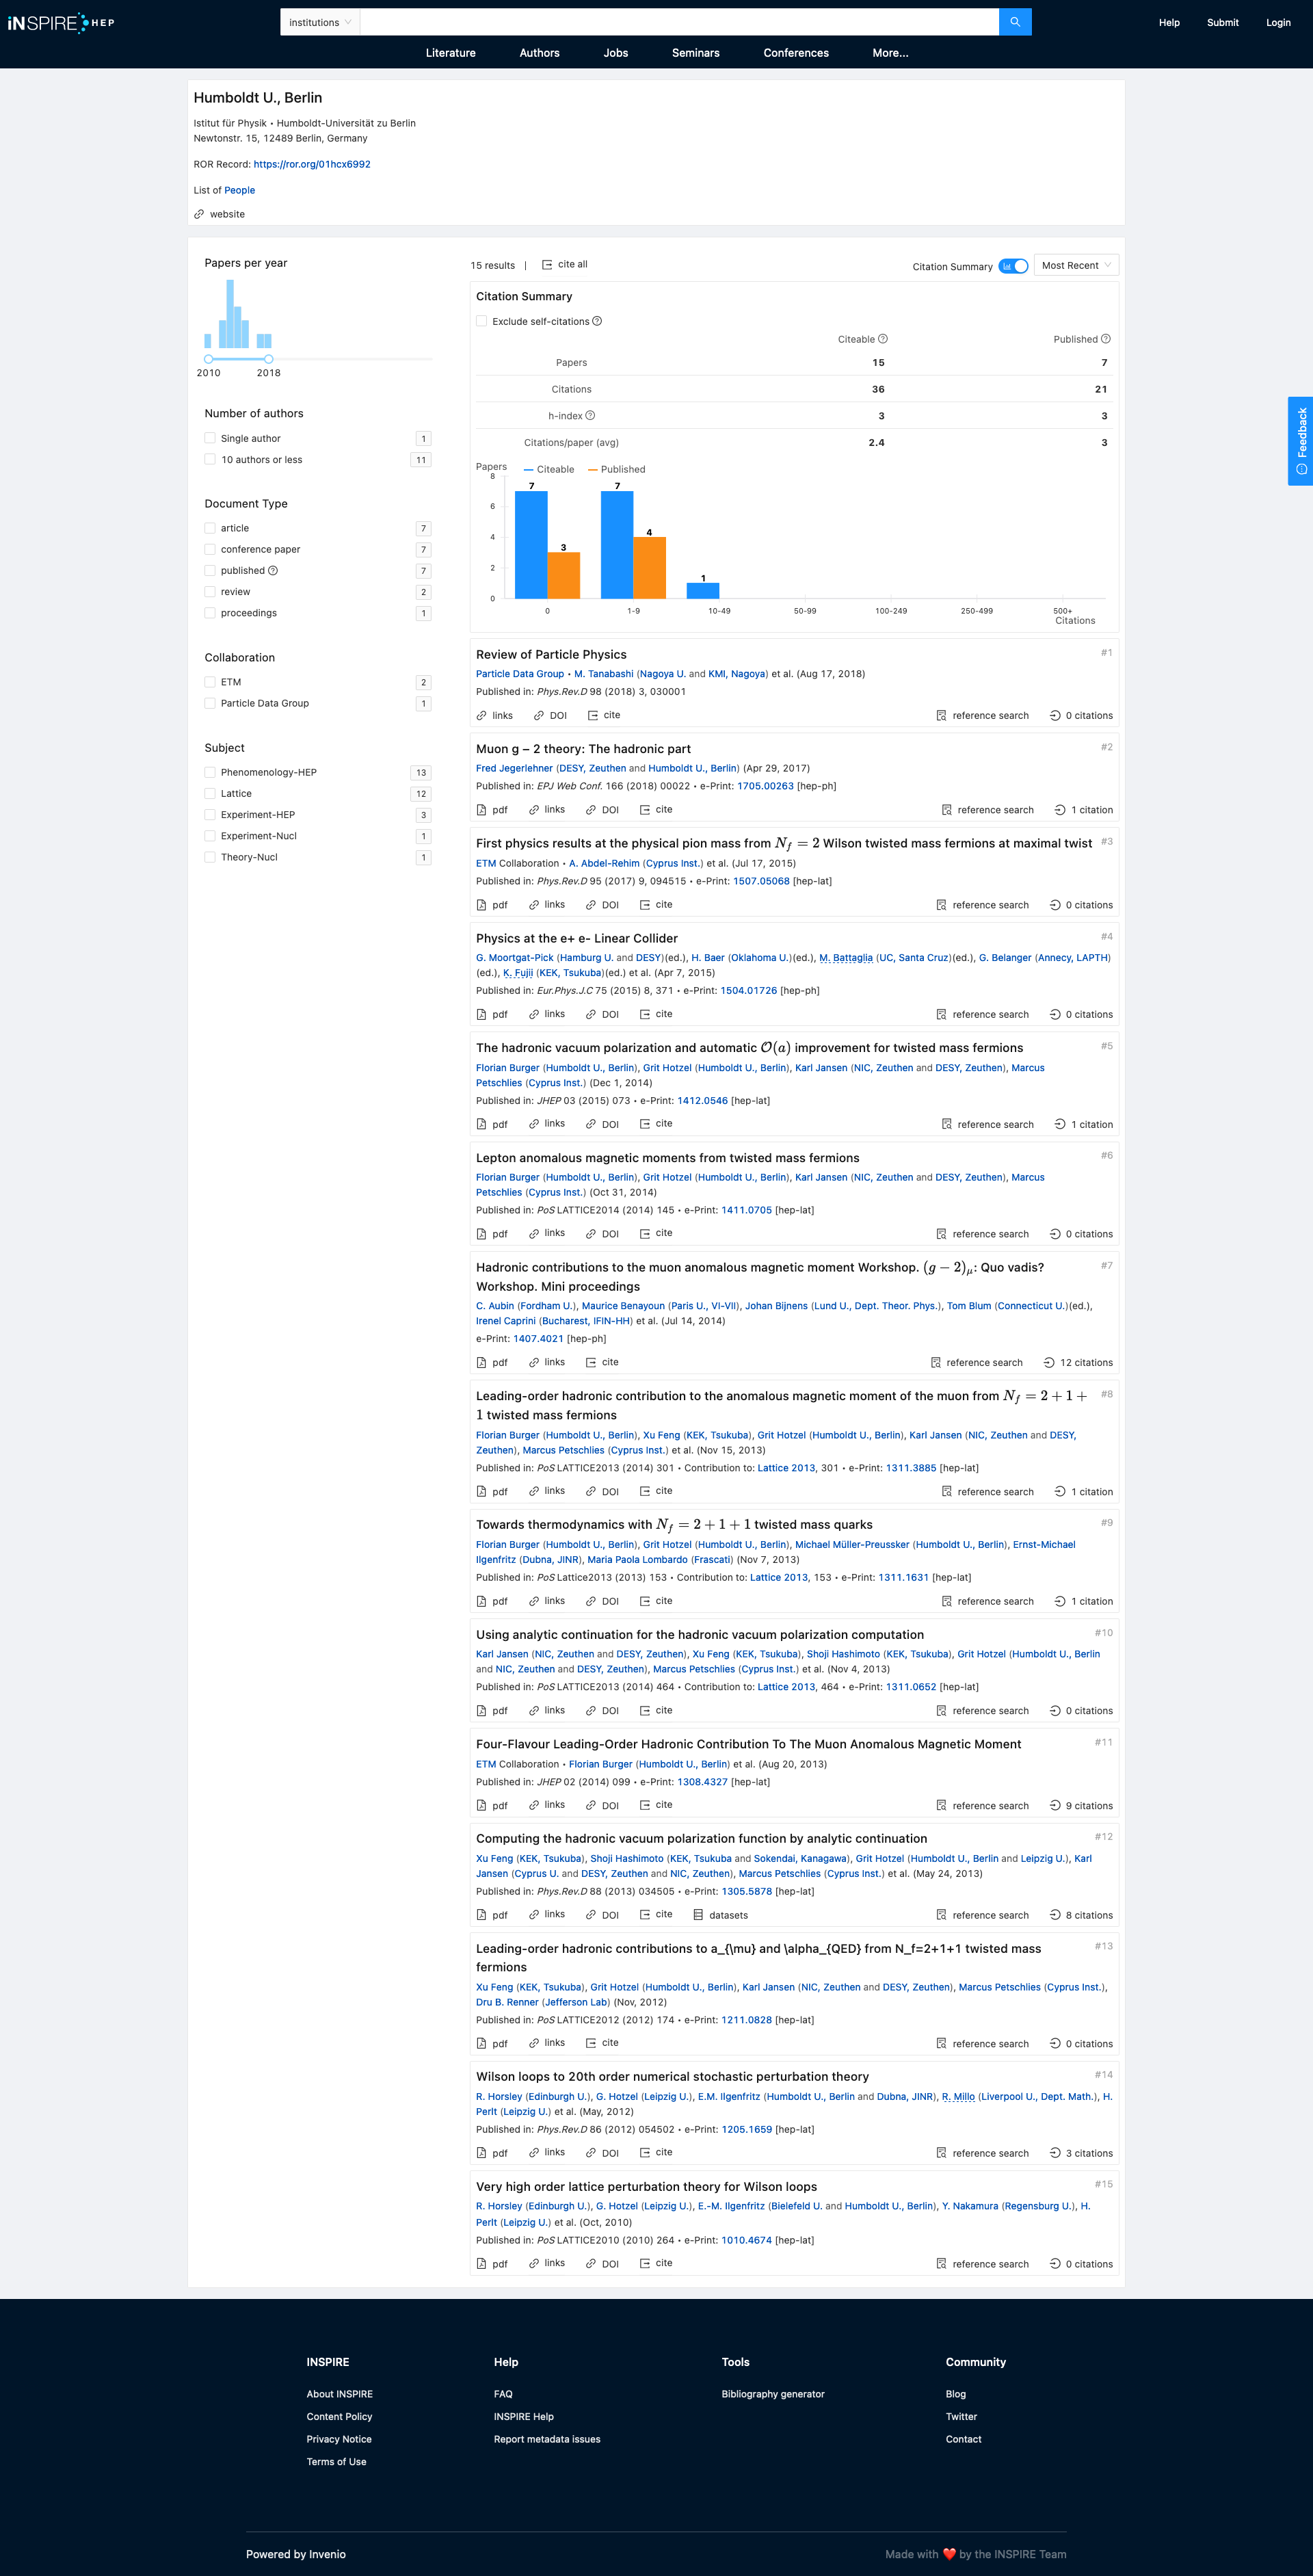 iNSPIRE HEP
institutions
Help
Submit
Login
Literature
Authors
Jobs
Seminars
Conferences
More...
Humboldt U., Berlin
Istitut für Physik • Humboldt-Universität zu Berlin
Newtonstr. 15, 12489 Berlin, Germany
ROR Record: https://ror.org/01hcx6992
List of People
website
Papers per year
2010
2018
Number of authors
Single author 1
10 authors or less 11
Document Type
article 7
conference paper 7
published 7
review 2
proceedings 1
Collaboration
ETM 2
Particle Data Group 1
Subject
Phenomenology-HEP 13
Lattice 12
Experiment-HEP 3
Experiment-Nucl 1
Theory-Nucl 1
15 results | cite all
Citation Summary
Most Recent
Citation Summary
Exclude self-citations
Citeable Published
Papers 15 7
Citations 36 21
h-index 3 3
Citations/paper (avg) 2.4 3
Papers
Citeable Published
8
6
4
2
0
7
3
7
4
1
0 1-9 10-49 50-99 100-249 250-499 500+
Citations
Feedback
Review of Particle Physics #1
Particle Data Group • M. Tanabashi (Nagoya U. and KMI, Nagoya) et al. (Aug 17, 2018)
Published in: Phys.Rev.D 98 (2018) 3, 030001
links DOI cite reference search 0 citations
Muon g − 2 theory: The hadronic part #2
Fred Jegerlehner (DESY, Zeuthen and Humboldt U., Berlin) (Apr 29, 2017)
Published in: EPJ Web Conf. 166 (2018) 00022 • e-Print: 1705.00263 [hep-ph]
pdf links DOI cite reference search 1 citation
First physics results at the physical pion mass from N_f = 2 Wilson twisted mass fermions at maximal twist #3
ETM Collaboration • A. Abdel-Rehim (Cyprus Inst.) et al. (Jul 17, 2015)
Published in: Phys.Rev.D 95 (2017) 9, 094515 • e-Print: 1507.05068 [hep-lat]
pdf links DOI cite reference search 0 citations
Physics at the e+ e- Linear Collider #4
G. Moortgat-Pick (Hamburg U. and DESY)(ed.), H. Baer (Oklahoma U.)(ed.), M. Battaglia (UC, Santa Cruz)(ed.), G. Belanger (Annecy, LAPTH)
(ed.), K. Fujii (KEK, Tsukuba)(ed.) et al. (Apr 7, 2015)
Published in: Eur.Phys.J.C 75 (2015) 8, 371 • e-Print: 1504.01726 [hep-ph]
pdf links DOI cite reference search 0 citations
The hadronic vacuum polarization and automatic O(a) improvement for twisted mass fermions #5
Florian Burger (Humboldt U., Berlin), Grit Hotzel (Humboldt U., Berlin), Karl Jansen (NIC, Zeuthen and DESY, Zeuthen), Marcus
Petschlies (Cyprus Inst.) (Dec 1, 2014)
Published in: JHEP 03 (2015) 073 • e-Print: 1412.0546 [hep-lat]
pdf links DOI cite reference search 1 citation
Lepton anomalous magnetic moments from twisted mass fermions #6
Florian Burger (Humboldt U., Berlin), Grit Hotzel (Humboldt U., Berlin), Karl Jansen (NIC, Zeuthen and DESY, Zeuthen), Marcus
Petschlies (Cyprus Inst.) (Oct 31, 2014)
Published in: PoS LATTICE2014 (2014) 145 • e-Print: 1411.0705 [hep-lat]
pdf links DOI cite reference search 0 citations
Hadronic contributions to the muon anomalous magnetic moment Workshop. (g − 2)_μ: Quo vadis? #7
Workshop. Mini proceedings
C. Aubin (Fordham U.), Maurice Benayoun (Paris U., VI-VII), Johan Bijnens (Lund U., Dept. Theor. Phys.), Tom Blum (Connecticut U.)(ed.),
Irenel Caprini (Bucharest, IFIN-HH) et al. (Jul 14, 2014)
e-Print: 1407.4021 [hep-ph]
pdf links cite reference search 12 citations
Leading-order hadronic contribution to the anomalous magnetic moment of the muon from N_f = 2 + 1 + #8
1 twisted mass fermions
Florian Burger (Humboldt U., Berlin), Xu Feng (KEK, Tsukuba), Grit Hotzel (Humboldt U., Berlin), Karl Jansen (NIC, Zeuthen and DESY,
Zeuthen), Marcus Petschlies (Cyprus Inst.) et al. (Nov 15, 2013)
Published in: PoS LATTICE2013 (2014) 301 • Contribution to: Lattice 2013, 301 • e-Print: 1311.3885 [hep-lat]
pdf links DOI cite reference search 1 citation
Towards thermodynamics with N_f = 2 + 1 + 1 twisted mass quarks #9
Florian Burger (Humboldt U., Berlin), Grit Hotzel (Humboldt U., Berlin), Michael Müller-Preussker (Humboldt U., Berlin), Ernst-Michael
Ilgenfritz (Dubna, JINR), Maria Paola Lombardo (Frascati) (Nov 7, 2013)
Published in: PoS Lattice2013 (2013) 153 • Contribution to: Lattice 2013, 153 • e-Print: 1311.1631 [hep-lat]
pdf links DOI cite reference search 1 citation
Using analytic continuation for the hadronic vacuum polarization computation #10
Karl Jansen (NIC, Zeuthen and DESY, Zeuthen), Xu Feng (KEK, Tsukuba), Shoji Hashimoto (KEK, Tsukuba), Grit Hotzel (Humboldt U., Berlin
and NIC, Zeuthen and DESY, Zeuthen), Marcus Petschlies (Cyprus Inst.) et al. (Nov 4, 2013)
Published in: PoS LATTICE2013 (2014) 464 • Contribution to: Lattice 2013, 464 • e-Print: 1311.0652 [hep-lat]
pdf links DOI cite reference search 0 citations
Four-Flavour Leading-Order Hadronic Contribution To The Muon Anomalous Magnetic Moment #11
ETM Collaboration • Florian Burger (Humboldt U., Berlin) et al. (Aug 20, 2013)
Published in: JHEP 02 (2014) 099 • e-Print: 1308.4327 [hep-lat]
pdf links DOI cite reference search 9 citations
Computing the hadronic vacuum polarization function by analytic continuation #12
Xu Feng (KEK, Tsukuba), Shoji Hashimoto (KEK, Tsukuba and Sokendai, Kanagawa), Grit Hotzel (Humboldt U., Berlin and Leipzig U.), Karl
Jansen (Cyprus U. and DESY, Zeuthen and NIC, Zeuthen), Marcus Petschlies (Cyprus Inst.) et al. (May 24, 2013)
Published in: Phys.Rev.D 88 (2013) 034505 • e-Print: 1305.5878 [hep-lat]
pdf links DOI cite datasets reference search 8 citations
Leading-order hadronic contributions to a_{\mu} and \alpha_{QED} from N_f=2+1+1 twisted mass #13
fermions
Xu Feng (KEK, Tsukuba), Grit Hotzel (Humboldt U., Berlin), Karl Jansen (NIC, Zeuthen and DESY, Zeuthen), Marcus Petschlies (Cyprus Inst.),
Dru B. Renner (Jefferson Lab) (Nov, 2012)
Published in: PoS LATTICE2012 (2012) 174 • e-Print: 1211.0828 [hep-lat]
pdf links cite reference search 0 citations
Wilson loops to 20th order numerical stochastic perturbation theory #14
R. Horsley (Edinburgh U.), G. Hotzel (Leipzig U.), E.M. Ilgenfritz (Humboldt U., Berlin and Dubna, JINR), R. Millo (Liverpool U., Dept. Math.), H.
Perlt (Leipzig U.) et al. (May, 2012)
Published in: Phys.Rev.D 86 (2012) 054502 • e-Print: 1205.1659 [hep-lat]
pdf links DOI cite reference search 3 citations
Very high order lattice perturbation theory for Wilson loops #15
R. Horsley (Edinburgh U.), G. Hotzel (Leipzig U.), E.-M. Ilgenfritz (Bielefeld U. and Humboldt U., Berlin), Y. Nakamura (Regensburg U.), H.
Perlt (Leipzig U.) et al. (Oct, 2010)
Published in: PoS LATTICE2010 (2010) 264 • e-Print: 1010.4674 [hep-lat]
pdf links DOI cite reference search 0 citations
INSPIRE
About INSPIRE
Content Policy
Privacy Notice
Terms of Use
Help
FAQ
INSPIRE Help
Report metadata issues
Tools
Bibliography generator
Community
Blog
Twitter
Contact
Powered by Invenio
Made with ❤️ by the INSPIRE Team